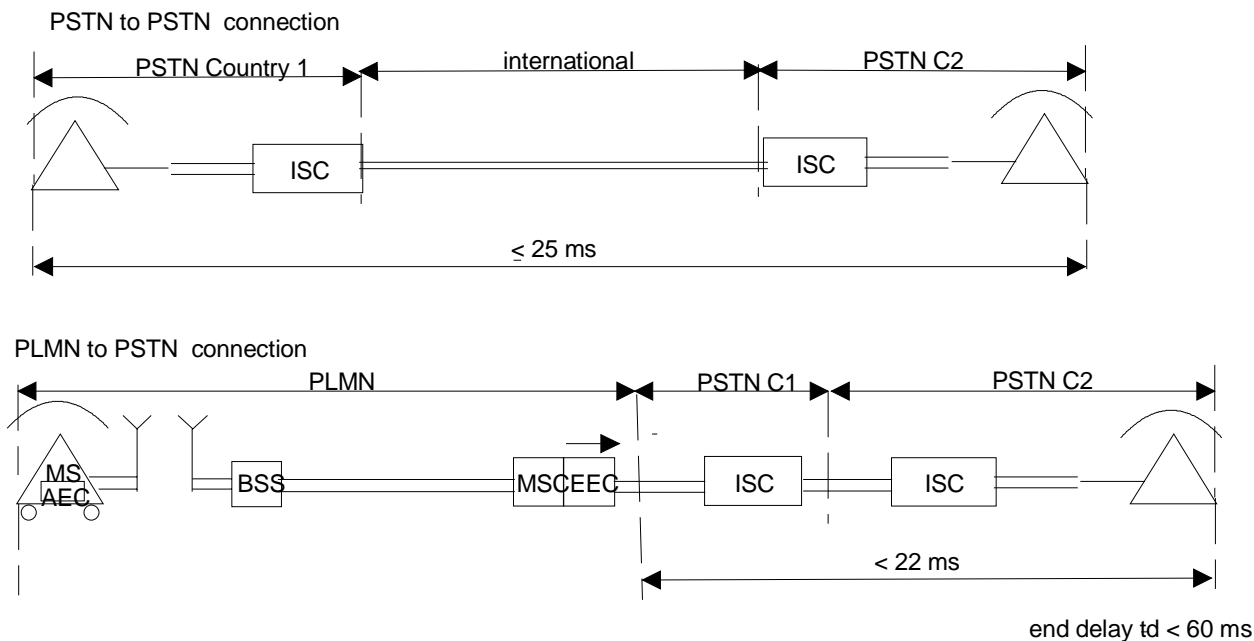 PSTN to PSTN connection
PSTN Country 1
international
PSTN C2
ISC
ISC
≤ 25 ms
PLMN to PSTN connection
PLMN
PSTN C1
PSTN C2
MS
AEC
BSS
MSC
EEC
ISC
ISC
< 22 ms
end delay td < 60 ms